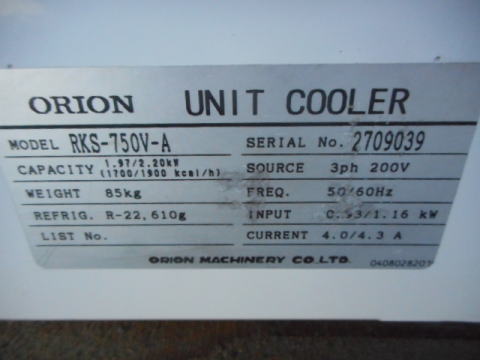 ORION UNIT COOLER
MODEL RKS-750V-A SERIAL No. 2709039
CAPACITY 1.97/2.20kW (1700/1900 kcal/h) SOURCE 3ph 200V
WEIGHT 85kg FREQ. 50/60Hz
REFRIG. R-22,610g INPUT 0.93/1.16 kW
LIST No. CURRENT 4.0/4.3 A
ORION MACHINERY CO.,LTD.